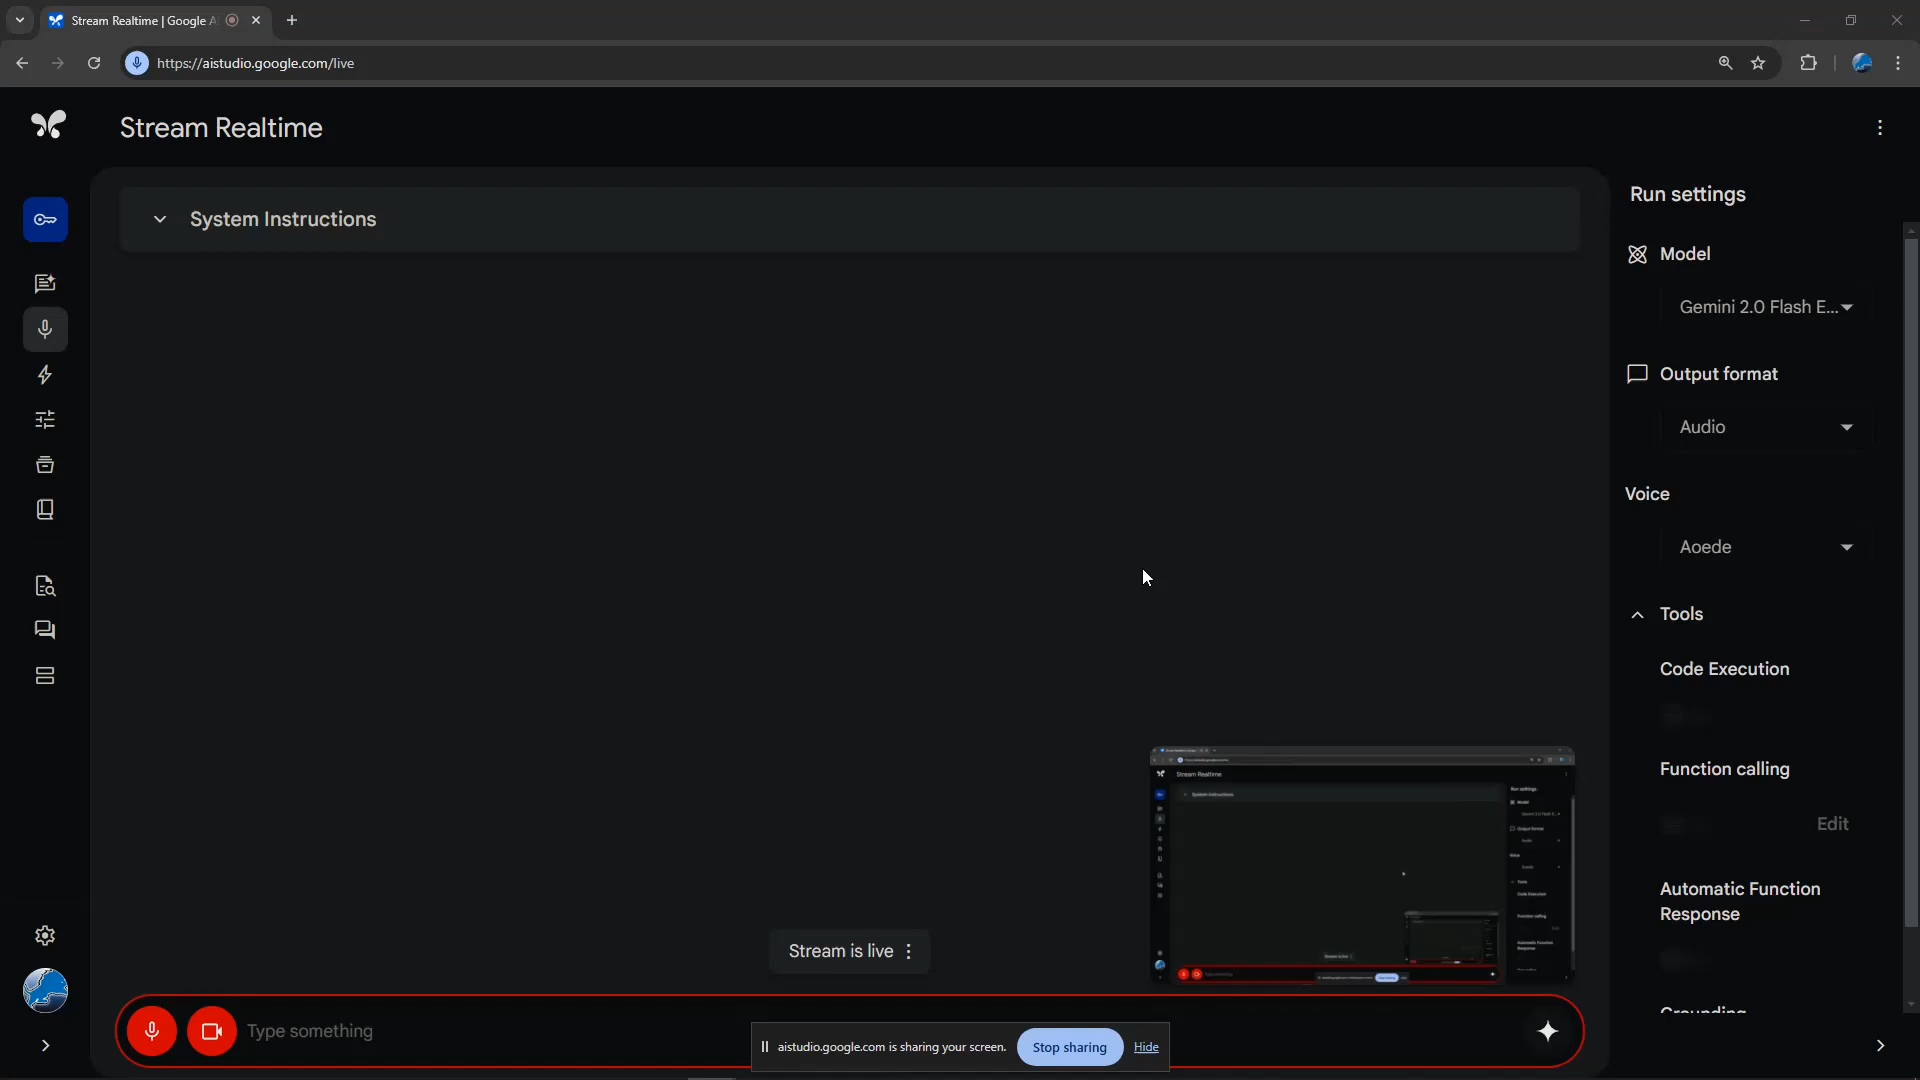 Stream Realtime | Google A
https://aistudio.google.com/live
Stream Realtime
System Instructions
Run settings
Model
Gemini 2.0 Flash E...
Output format
Audio
Voice
Aoede
Tools
Code Execution
Function calling
Edit
Automatic Function
Response
Grounding
Stream is live
Type something
aistudio.google.com is sharing your screen.
Stop sharing
Hide